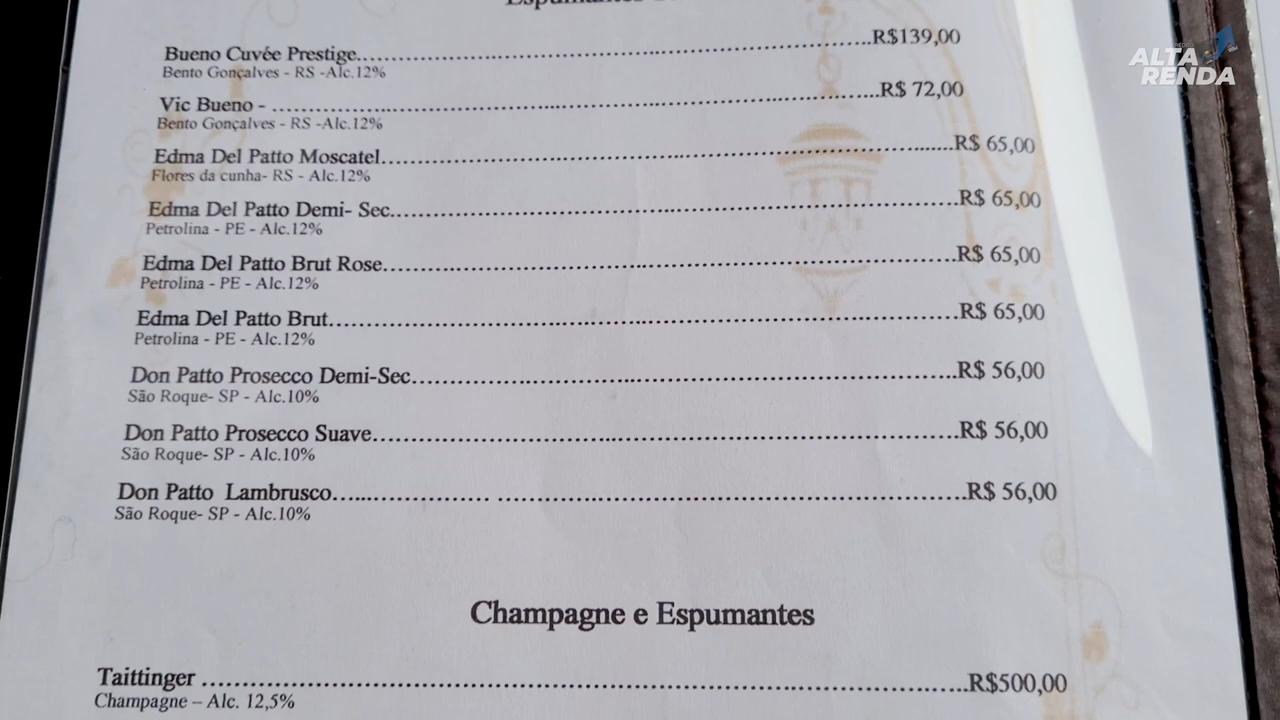 Espumantes
Bueno Cuvée Prestige..........R$139,00
Bento Gonçalves - RS -Alc.12%
Vic Bueno - ..........R$ 72,00
Bento Gonçalves - RS -Alc.12%
Edma Del Patto Moscatel..........R$ 65,00
Flores da cunha- RS - Alc.12%
Edma Del Patto Demi- Sec..........R$ 65,00
Petrolina - PE - Alc.12%
Edma Del Patto Brut Rose..........R$ 65,00
Petrolina - PE - Alc.12%
Edma Del Patto Brut..........R$ 65,00
Petrolina - PE - Alc.12%
Don Patto Prosecco Demi-Sec..........R$ 56,00
São Roque- SP - Alc.10%
Don Patto Prosecco Suave..........R$ 56,00
São Roque- SP - Alc.10%
Don Patto Lambrusco.......... ..........R$ 56,00
São Roque- SP - Alc.10%
Champagne e Espumantes
Taittinger ..........R$500,00
Champagne – Alc. 12,5%
ALTA
RENDA